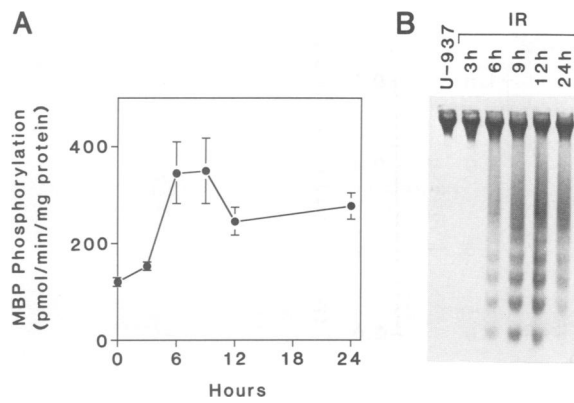 A
MBP Phosphorylation
(pmol/min/mg protein)
400
200
0
0 6 12 18 24
Hours
B
IR
U-937 3h 6h 9h 12h 24h